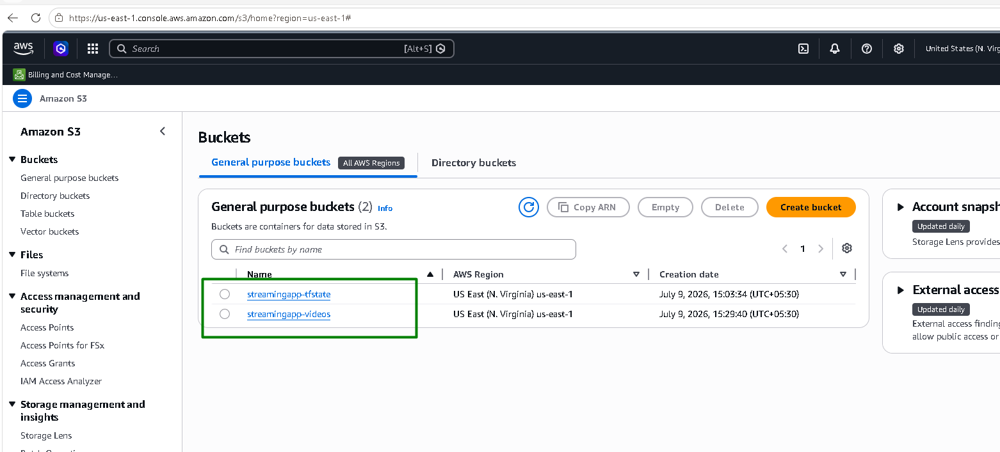 https://us-east-1.console.aws.amazon.com/s3/home?region=us-east-1#
aws
Search
[Alt+S]
United States (N. Virg
Billing and Cost Manage...
Amazon S3
Amazon S3
Buckets
General purpose buckets
Directory buckets
Table buckets
Vector buckets
Files
File systems
Access management and
security
Access Points
Access Points for FSx
Access Grants
IAM Access Analyzer
Storage management and
insights
Storage Lens
Buckets
General purpose buckets All AWS Regions Directory buckets
General purpose buckets (2) Info
Copy ARN Empty Delete Create bucket
Buckets are containers for data stored in S3.
Find buckets by name
1
Name AWS Region Creation date
streamingapp-tfstate US East (N. Virginia) us-east-1 July 9, 2026, 15:03:34 (UTC+05:30)
streamingapp-videos US East (N. Virginia) us-east-1 July 9, 2026, 15:29:40 (UTC+05:30)
Account snapsh
Updated daily
Storage Lens provides
External access
Updated daily
External access finding
allow public access or